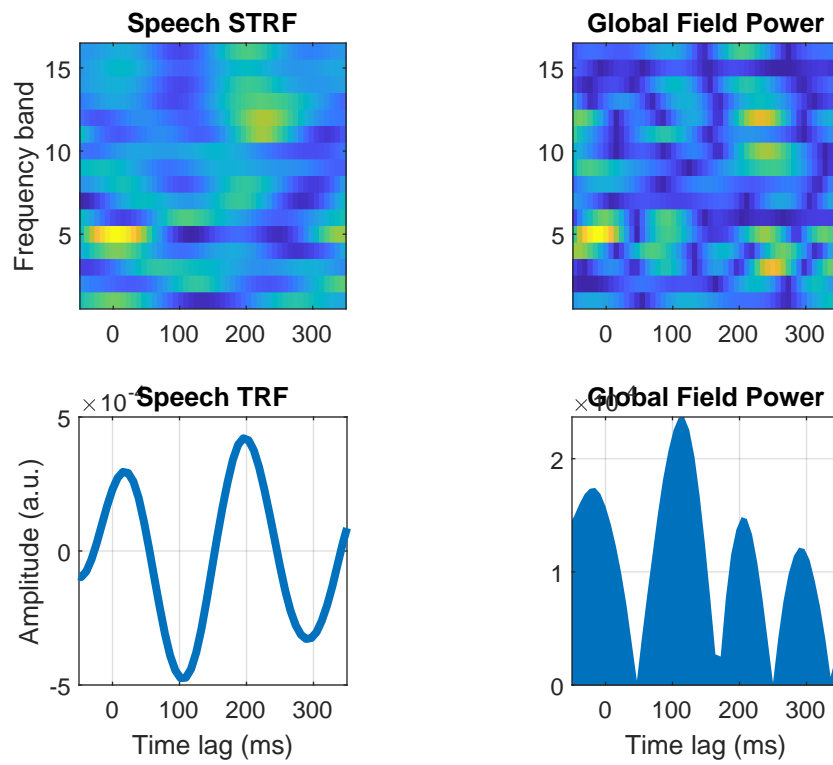 Speech STRF
Frequency band
15
10
5
0 100 200 300
Global Field Power
15
10
5
0 100 200 300
× 10^-4
Speech TRF
Amplitude (a.u.)
5
0
-5
0 100 200 300
Time lag (ms)
Global Field Power
2
1
0
0 100 200 300
Time lag (ms)